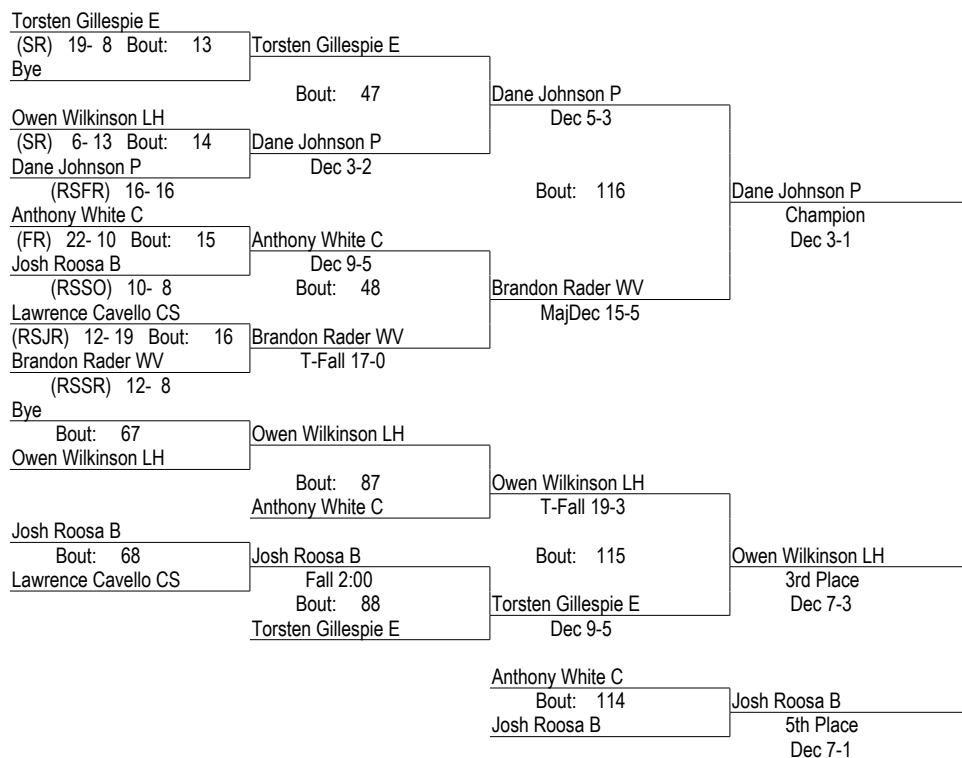 Torsten Gillespie E
(SR) 19- 8 Bout: 13
Bye
Torsten Gillespie E
Bout: 47
Owen Wilkinson LH
(SR) 6- 13 Bout: 14
Dane Johnson P
(RSFR) 16- 16
Dane Johnson P
Dec 3-2
Dane Johnson P
Dec 5-3
Bout: 116
Dane Johnson P
Champion
Dec 3-1
Anthony White C
(FR) 22- 10 Bout: 15
Josh Roosa B
(RSSO) 10- 8
Anthony White C
Dec 9-5
Bout: 48
Lawrence Cavello CS
(RSJR) 12- 19 Bout: 16
Brandon Rader WV
(RSSR) 12- 8
Brandon Rader WV
T-Fall 17-0
Brandon Rader WV
MajDec 15-5
Bye
Bout: 67
Owen Wilkinson LH
Owen Wilkinson LH
Bout: 87
Anthony White C
Owen Wilkinson LH
T-Fall 19-3
Josh Roosa B
Bout: 68
Lawrence Cavello CS
Josh Roosa B
Fall 2:00
Bout: 88
Torsten Gillespie E
Bout: 115
Torsten Gillespie E
Dec 9-5
Owen Wilkinson LH
3rd Place
Dec 7-3
Anthony White C
Bout: 114
Josh Roosa B
Josh Roosa B
5th Place
Dec 7-1